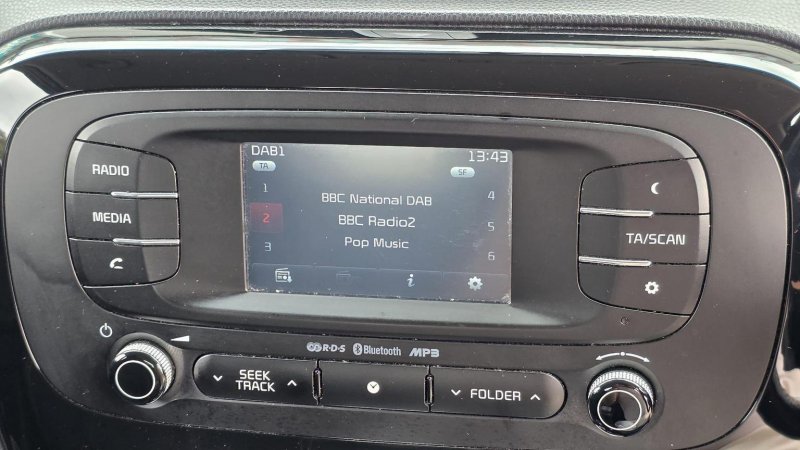 DAB1
13:43
TA
SF
1
BBC National DAB
4
2
BBC Radio2
5
3
Pop Music
6
i
RADIO
MEDIA
TA/SCAN
R·D·S Bluetooth MP3
SEEK
TRACK
FOLDER